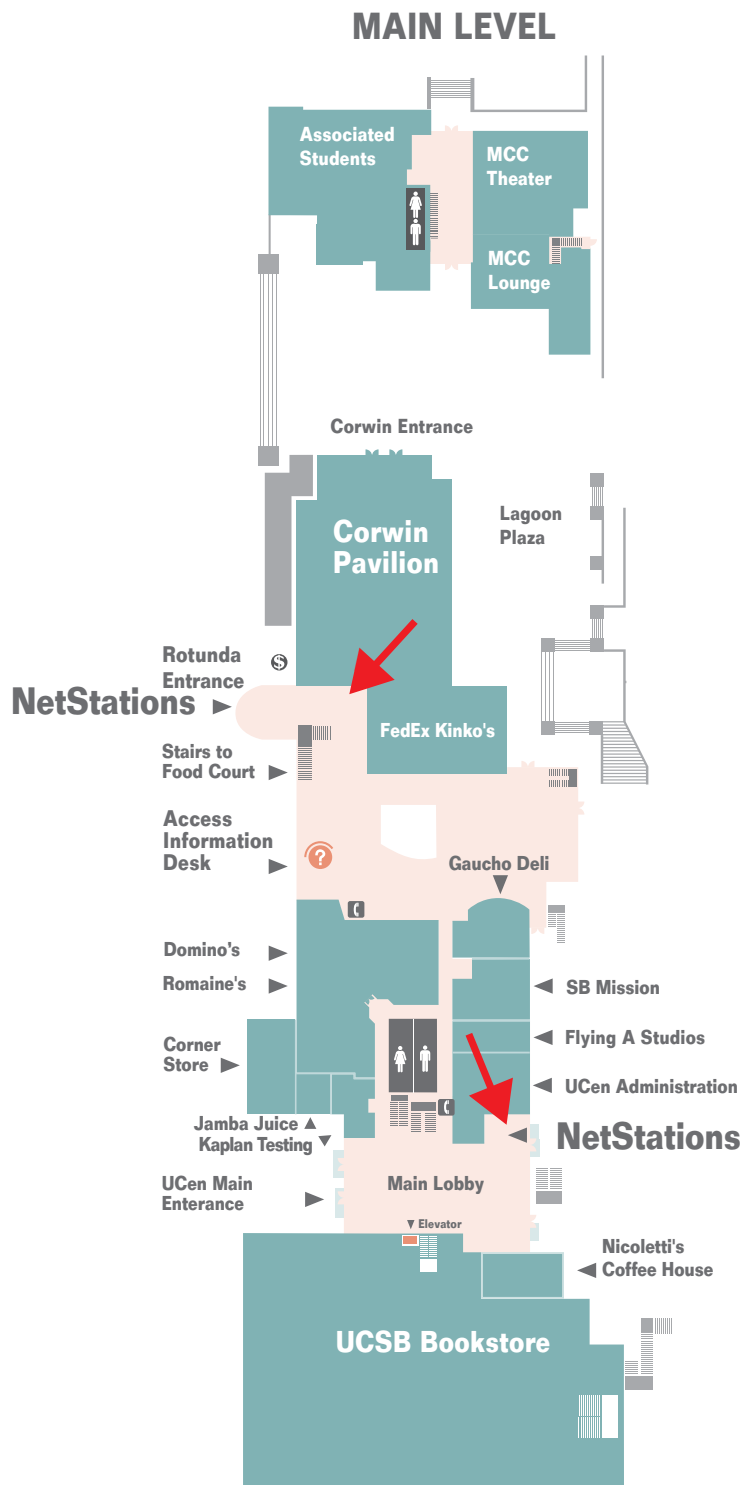 MAIN LEVEL
Associated
Students
MCC
Theater
MCC
Lounge
Corwin Entrance
Corwin
Pavilion
Lagoon
Plaza
Rotunda
Entrance
$
NetStations
FedEx Kinko's
Stairs to
Food Court
Access
Information
Desk
?
Gaucho Deli
Domino's
Romaine's
SB Mission
Corner
Store
Flying A Studios
UCen Administration
Jamba Juice
Kaplan Testing
NetStations
UCen Main
Enterance
Main Lobby
Elevator
Nicoletti's
Coffee House
UCSB Bookstore